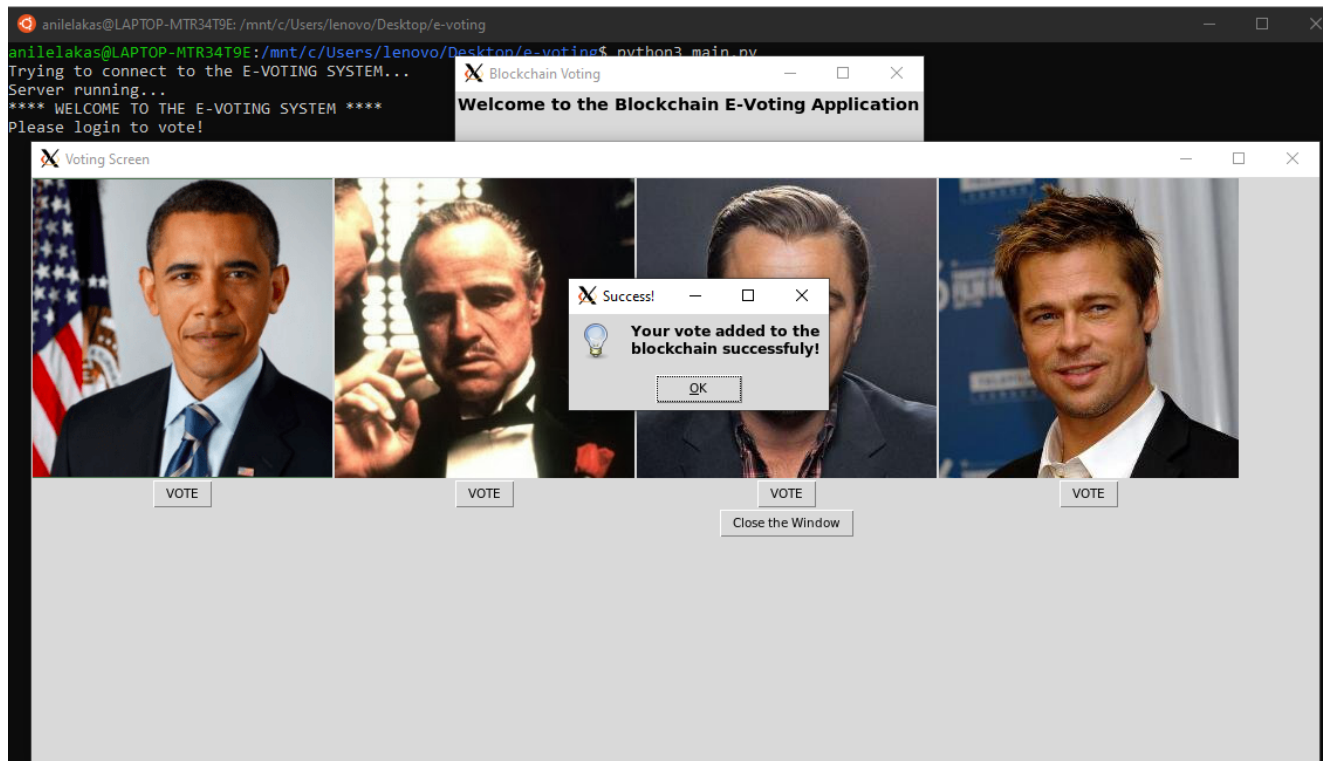 anilelakas@LAPTOP-MTR34T9E: /mnt/c/Users/lenovo/Desktop/e-voting
anilelakas@LAPTOP-MTR34T9E:/mnt/c/Users/lenovo/Desktop/e-voting$ python3 main.py
Trying to connect to the E-VOTING SYSTEM...
Server running...
**** WELCOME TO THE E-VOTING SYSTEM ****
Please login to vote!
Blockchain Voting
Welcome to the Blockchain E-Voting Application
Voting Screen
Success!
Your vote added to the
blockchain successfuly!
OK
VOTE VOTE VOTE VOTE
Close the Window